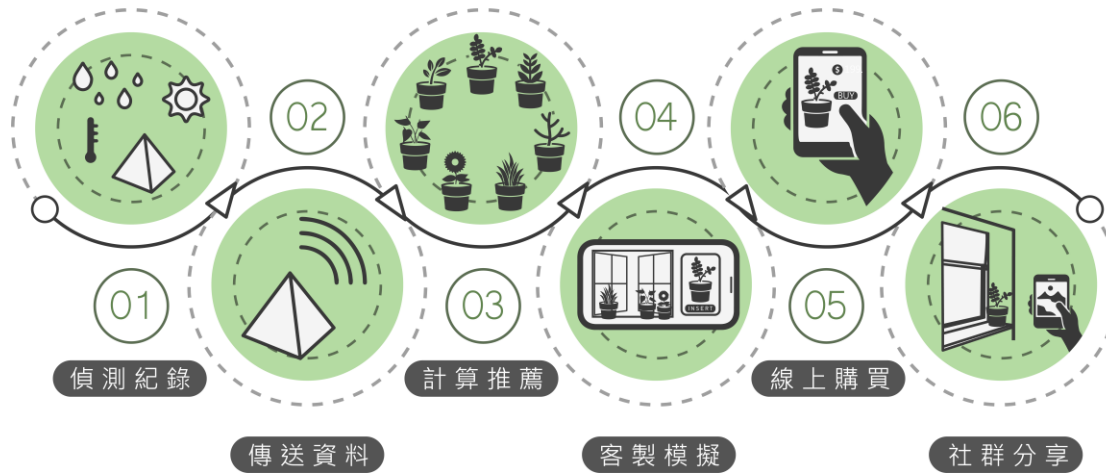 01
偵測紀錄
02
傳送資料
03
計算推薦
04
INSERT
客製模擬
05
$
BUY
線上購買
06
社群分享